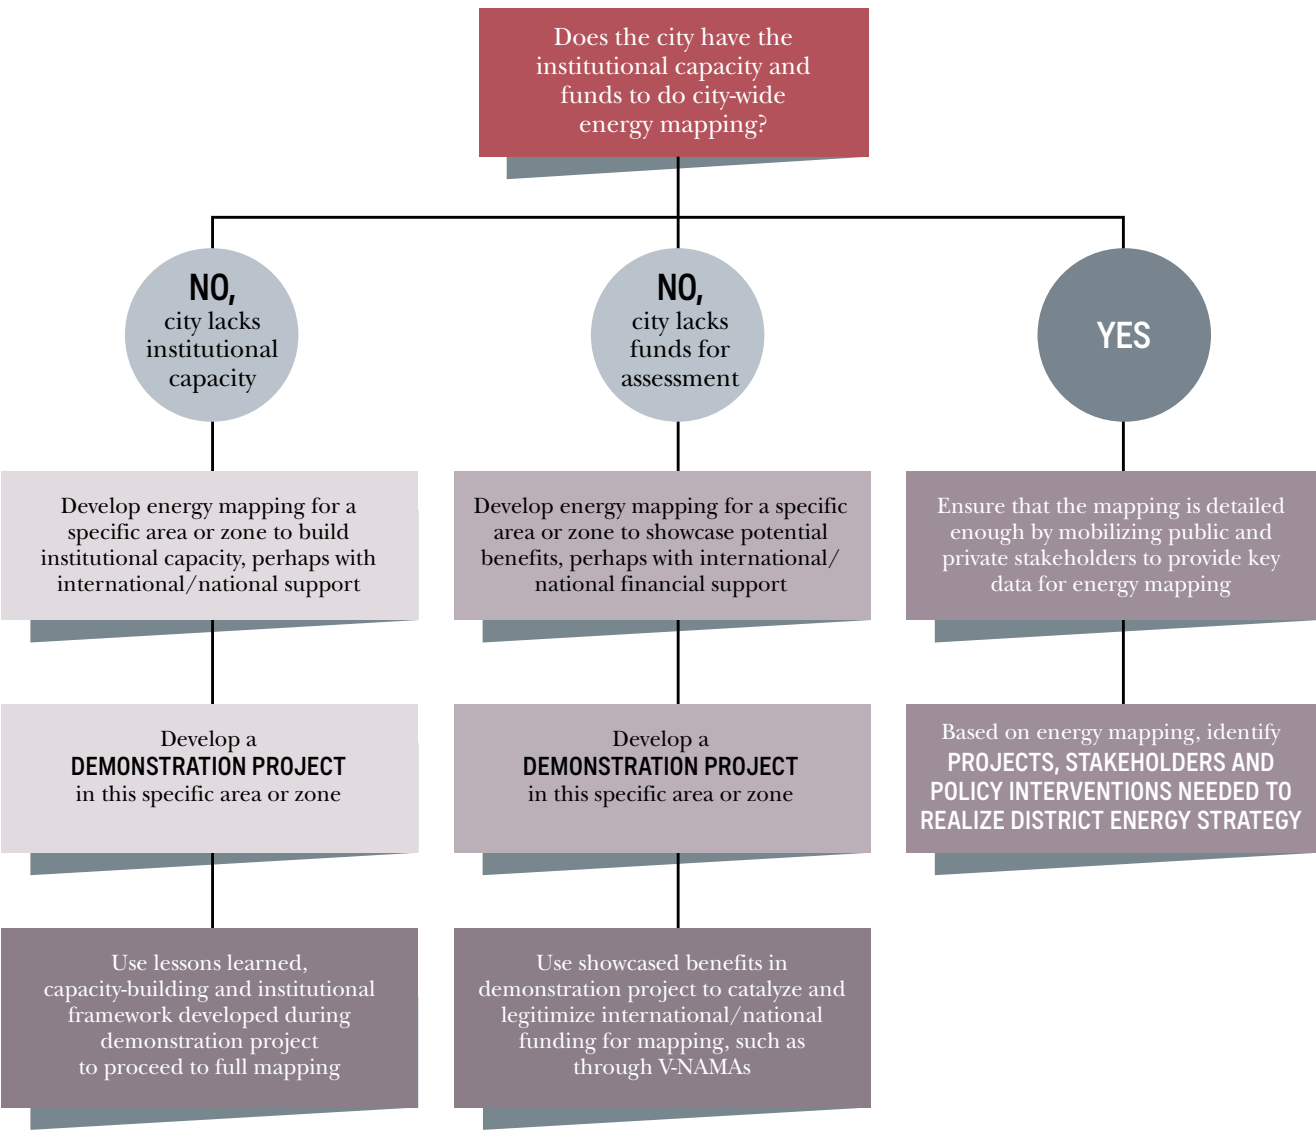 Does the city have the
institutional capacity and
funds to do city-wide
energy mapping?
NO,
city lacks
institutional
capacity
NO,
city lacks
funds for
assessment
YES
Develop energy mapping for a
specific area or zone to build
institutional capacity, perhaps with
international/national support
Develop energy mapping for a specific
area or zone to showcase potential
benefits, perhaps with international/
national financial support
Ensure that the mapping is detailed
enough by mobilizing public and
private stakeholders to provide key
data for energy mapping
Develop a
DEMONSTRATION PROJECT
in this specific area or zone
Develop a
DEMONSTRATION PROJECT
in this specific area or zone
Based on energy mapping, identify
PROJECTS, STAKEHOLDERS AND
POLICY INTERVENTIONS NEEDED TO
REALIZE DISTRICT ENERGY STRATEGY
Use lessons learned,
capacity-building and institutional
framework developed during
demonstration project
to proceed to full mapping
Use showcased benefits in
demonstration project to catalyze and
legitimize international/national
funding for mapping, such as
through V-NAMAs